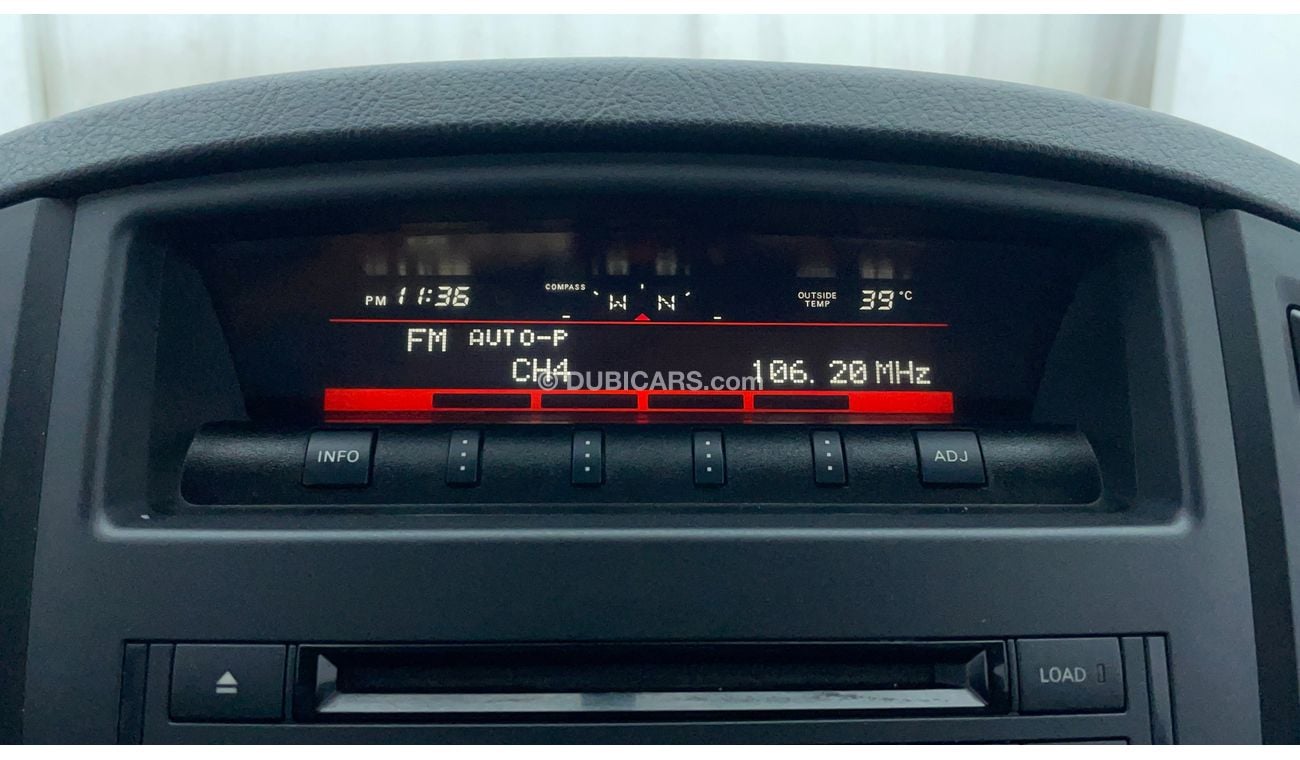 PM 11:36 COMPASS W N OUTSIDE TEMP 39 °C
FM AUTO-P
CH4 106.20 MHz
© DUBICARS.com
INFO ADJ
LOAD